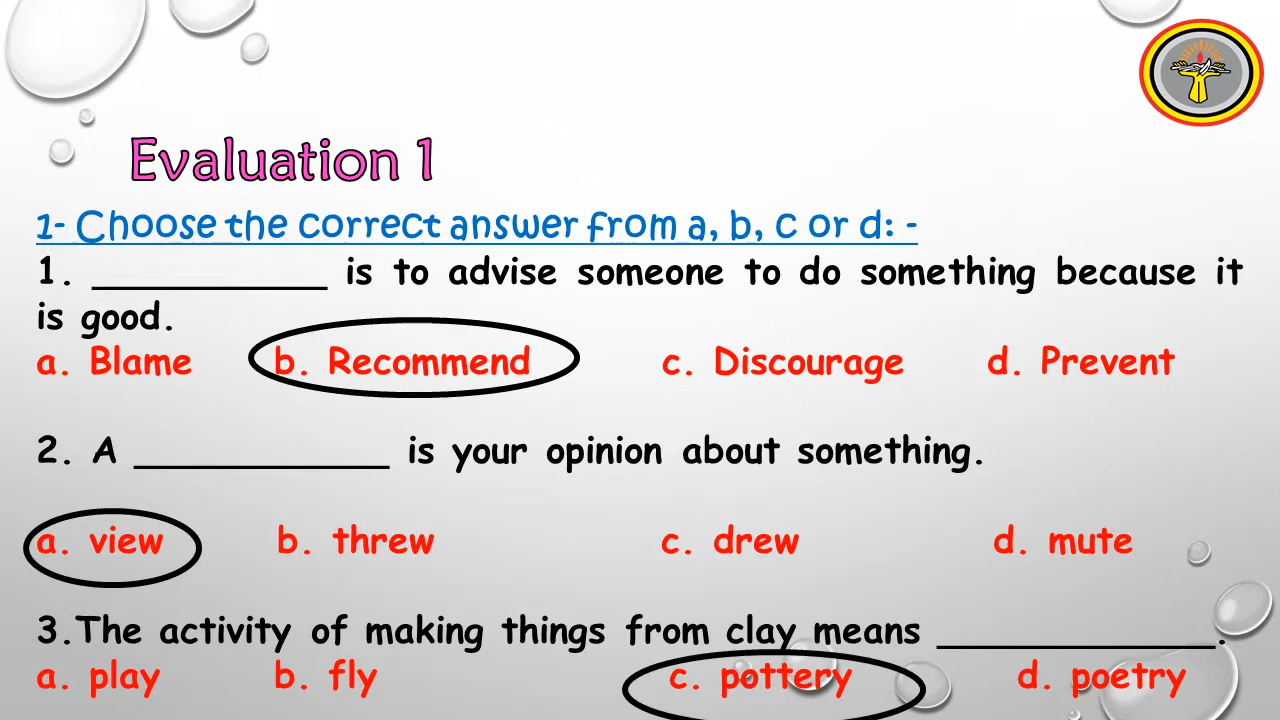 Evaluation 1
1- Choose the correct answer from a, b, c or d: -
1. ___________ is to advise someone to do something because it
is good.
a. Blame b. Recommend c. Discourage d. Prevent
2. A ____________ is your opinion about something.
a. view b. threw c. drew d. mute
3.The activity of making things from clay means _____________.
a. play b. fly c. pottery d. poetry